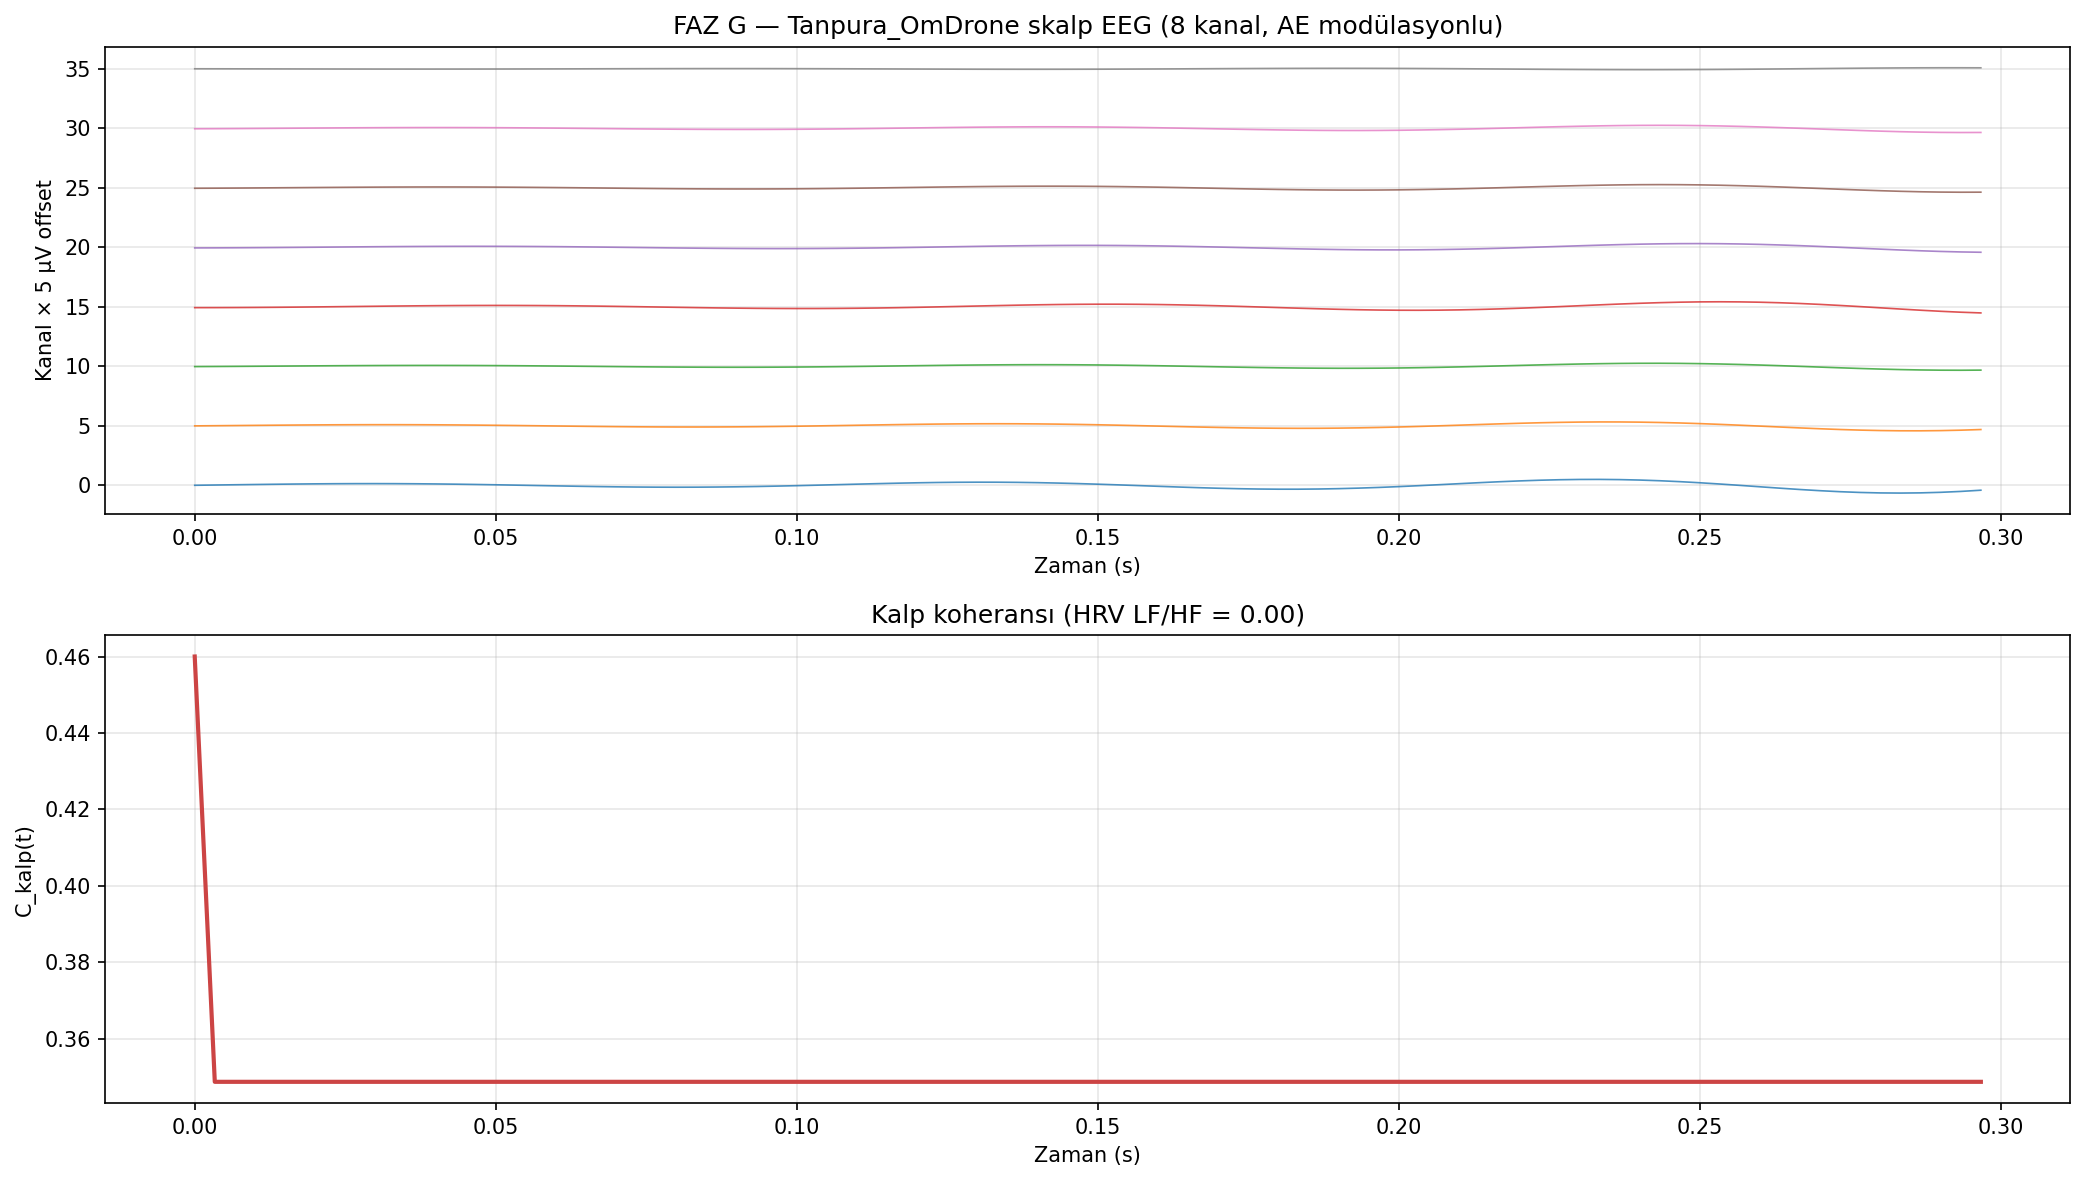 FAZ G — Tanpura_OmDrone skalp EEG (8 kanal, AE modülasyonlu)
Kanal × 5 µV offset
35
30
25
20
15
10
5
0
0.00 0.05 0.10 0.15 0.20 0.25 0.30
Zaman (s)
Kalp koheransı (HRV LF/HF = 0.00)
C_kalp(t)
0.46
0.44
0.42
0.40
0.38
0.36
0.00 0.05 0.10 0.15 0.20 0.25 0.30
Zaman (s)